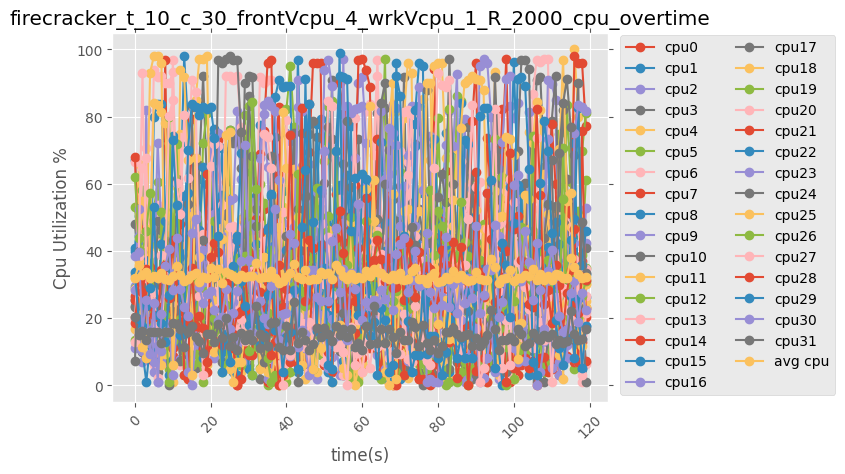 firecracker_t_10_c_30_frontVcpu_4_wrkVcpu_1_R_2000_cpu_overtime
100
80
60
40
20
0
Cpu Utilization %
0
20
40
60
80
100
120
time(s)
cpu0
cpu1
cpu2
cpu3
cpu4
cpu5
cpu6
cpu7
cpu8
cpu9
cpu10
cpu11
cpu12
cpu13
cpu14
cpu15
cpu16
cpu17
cpu18
cpu19
cpu20
cpu21
cpu22
cpu23
cpu24
cpu25
cpu26
cpu27
cpu28
cpu29
cpu30
cpu31
avg cpu